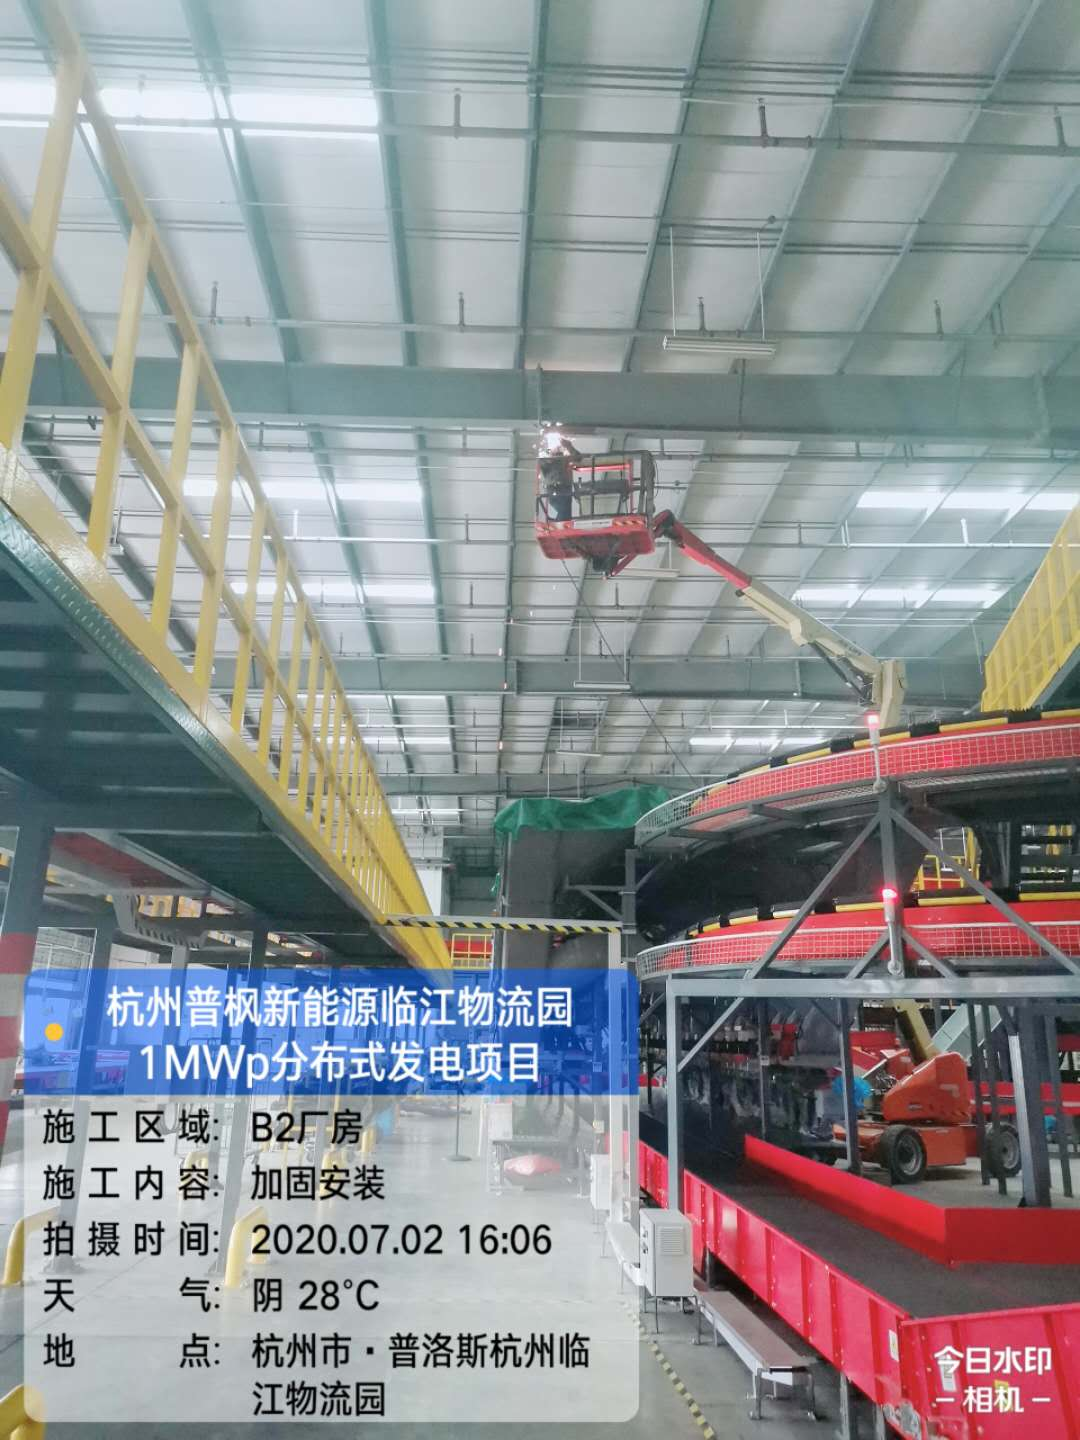 杭州普枫新能源临江物流园
1MWp分布式发电项目
施工区域: B2厂房
施工内容: 加固安装
拍摄时间: 2020.07.02 16:06
天气: 阴 28°C
地点: 杭州市·普洛斯杭州临
江物流园
今日水印
-相机-